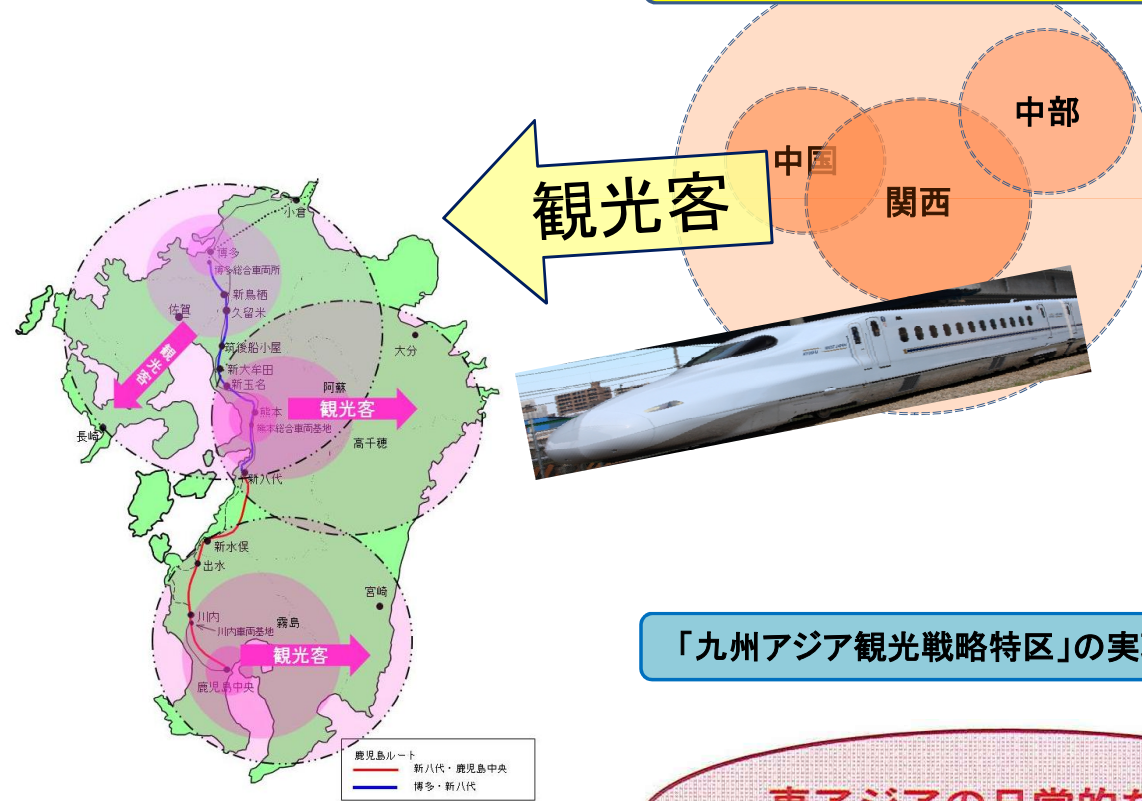 中部
中国
関西
観光客
小倉
博多
博多総合車両所
新鳥栖
佐賀
久留米
筑後船小屋
大分
新大牟田
観光客
新玉名
阿蘇
熊本
観光客
熊本総合車両基地
長崎
高千穂
新八代
新水俣
出水
宮崎
川内
霧島
川内車両基地
観光客
鹿児島中央
「九州アジア観光戦略特区」の実
鹿児島ルート
新八代・鹿児島中央
博多・新八代